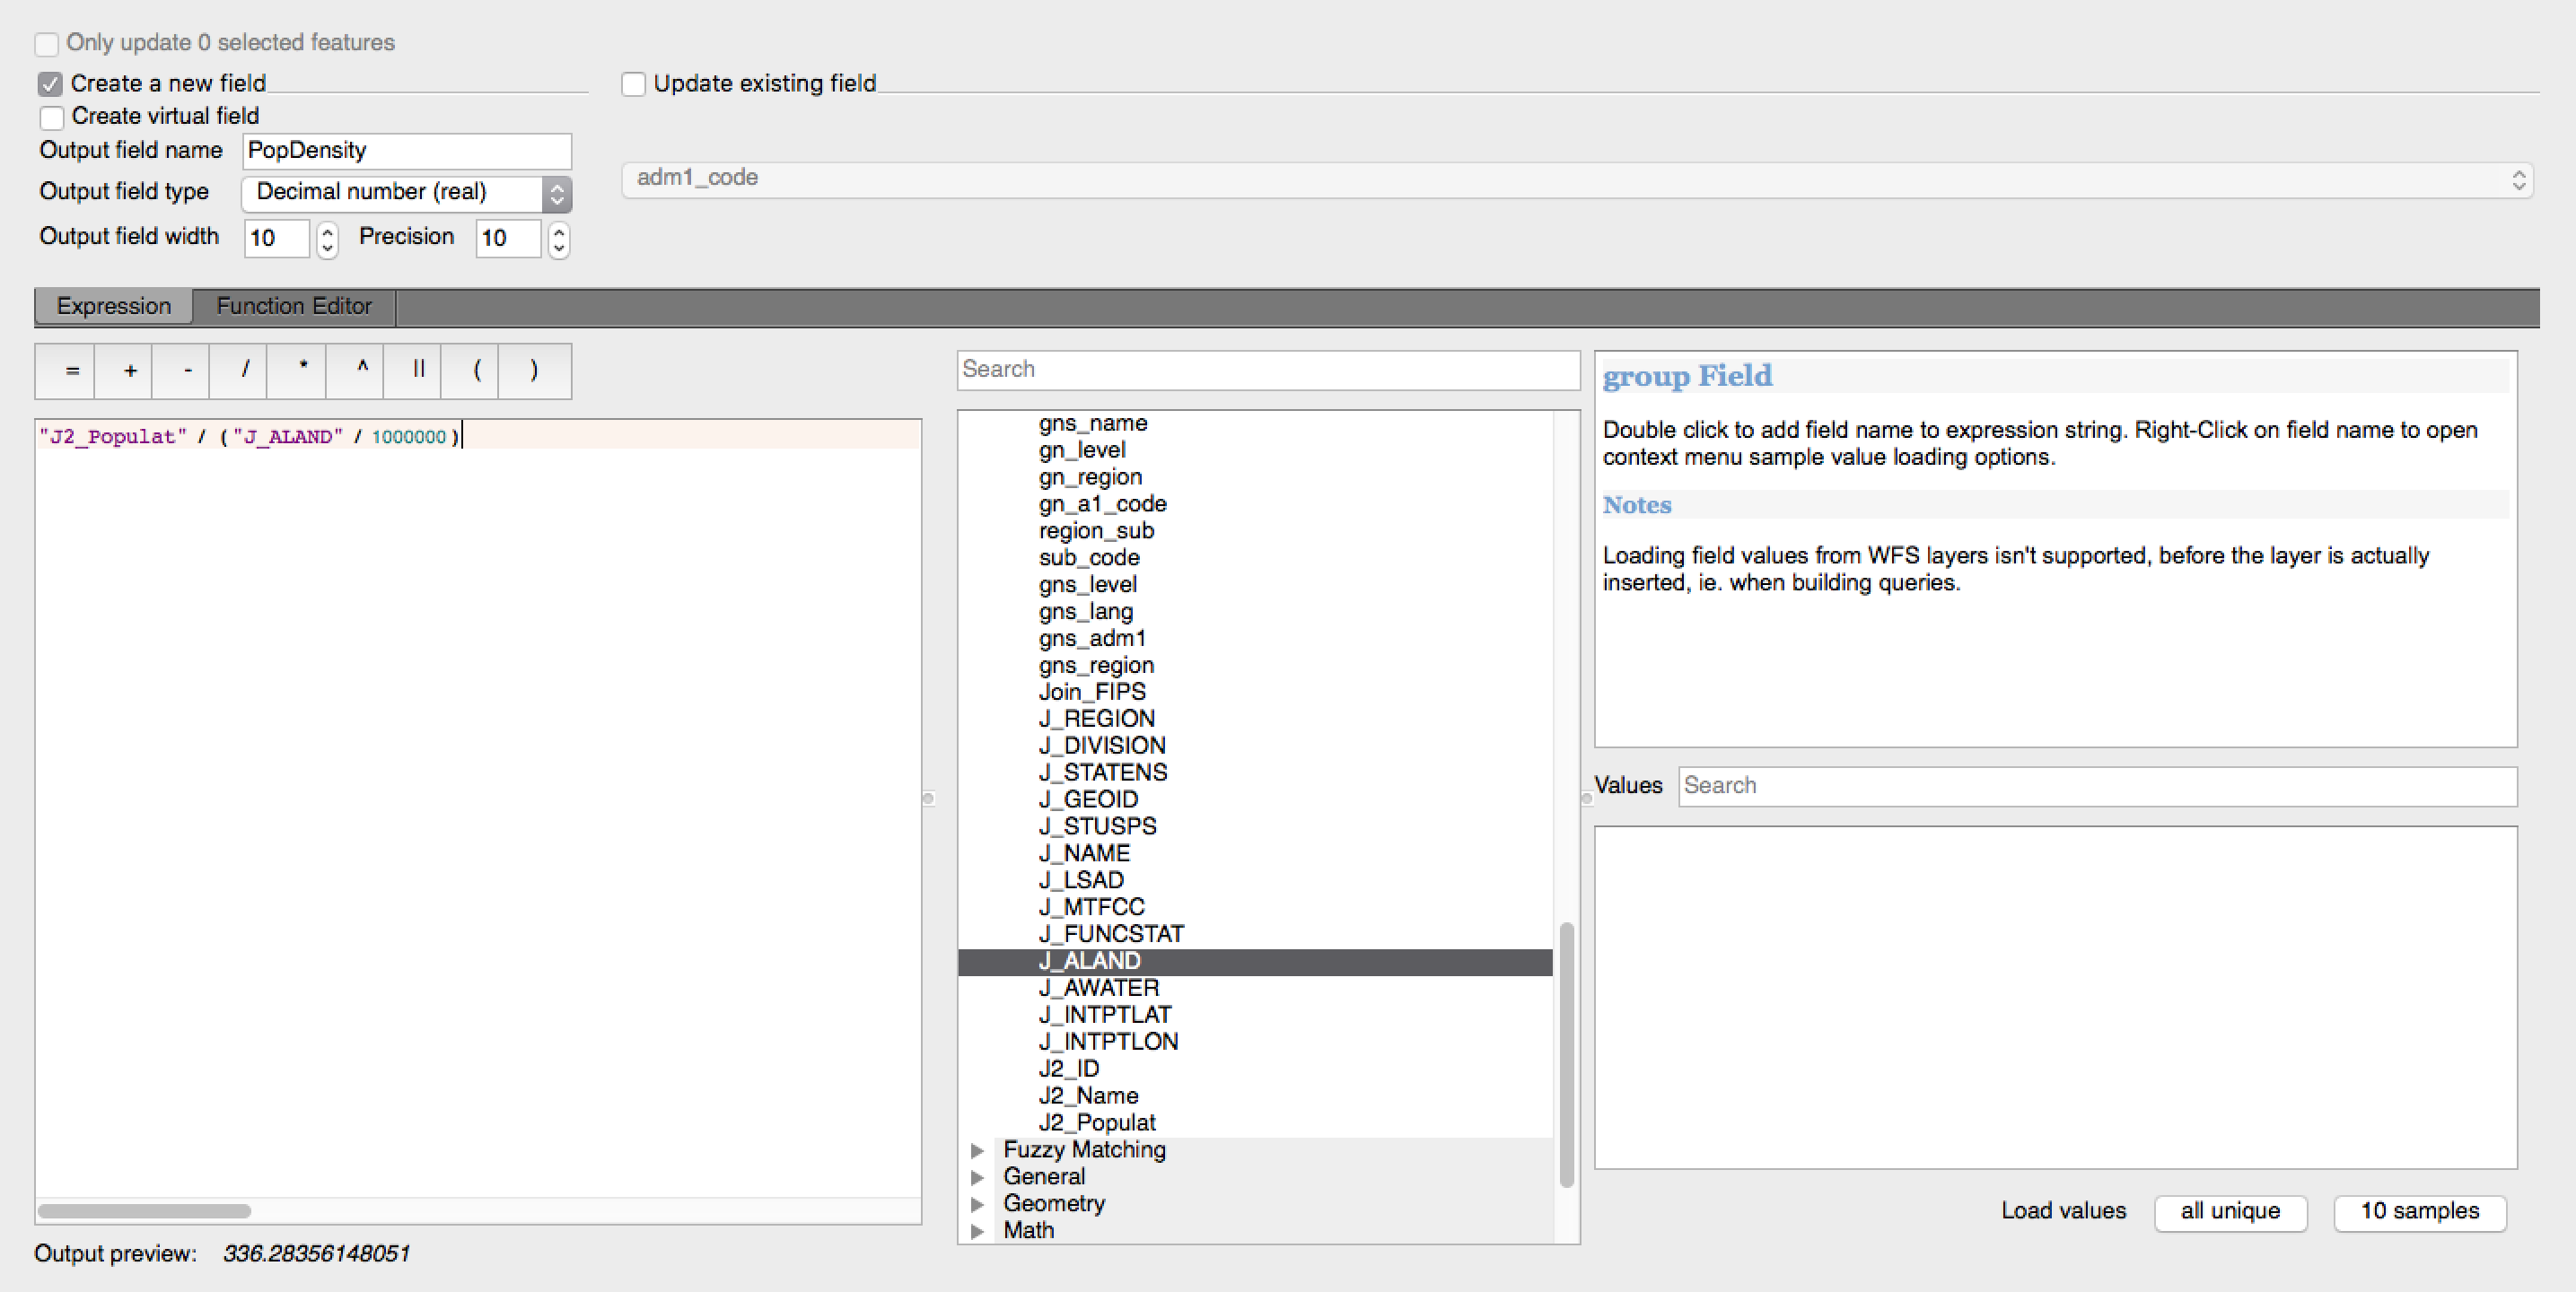 Only update 0 selected features
Create a new field
Update existing field
Create virtual field
Output field name PopDensity
adm1_code
Output field type Decimal number (real)
Output field width 10 Precision 10
Expression Function Editor
= + - / * ^ || ( )
"J2_Populat" / ("J_ALAND" / 1000000)
Output preview: 336.28356148051
Search
gns_name
gn_level
gn_region
gn_a1_code
region_sub
sub_code
gns_level
gns_lang
gns_adm1
gns_region
Join_FIPS
J_REGION
J_DIVISION
J_STATENS
J_GEOID
J_STUSPS
J_NAME
J_LSAD
J_MTFCC
J_FUNCSTAT
J_ALAND
J_AWATER
J_INTPTLAT
J_INTPTLON
J2_ID
J2_Name
J2_Populat
Fuzzy Matching
General
Geometry
Math
group Field
Double click to add field name to expression string. Right-Click on field name to open
context menu sample value loading options.
Notes
Loading field values from WFS layers isn't supported, before the layer is actually
inserted, ie. when building queries.
Values Search
Load values all unique 10 samples